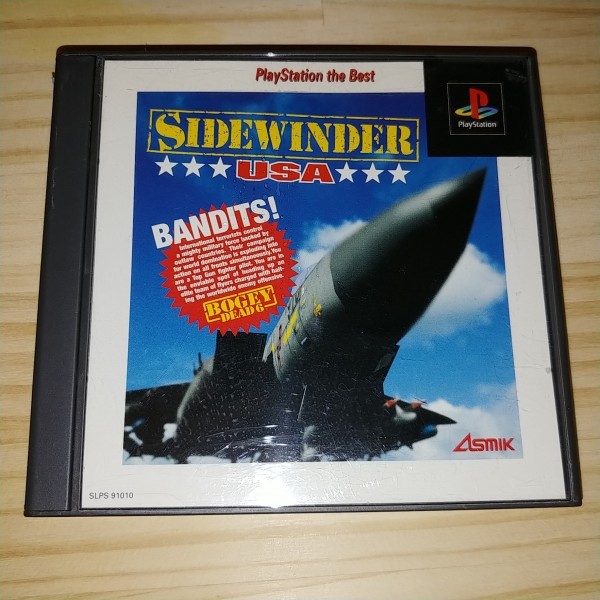 PlayStation the Best
PlayStation
SIDEWINDER
USA
BANDITS!
International terrorists control
a mighty military force backed by
outlaw countries. Their campaign
for world domination is exploding into
action on all fronts simultaneously. You
are a Top Gun fighter pilot. You are in
the enviable spot of heading up an
elite team of flyers charged with halt-
ing the worldwide enemy offensive.
BOGEY
DEAD 6
ASMIK
SLPS 91010